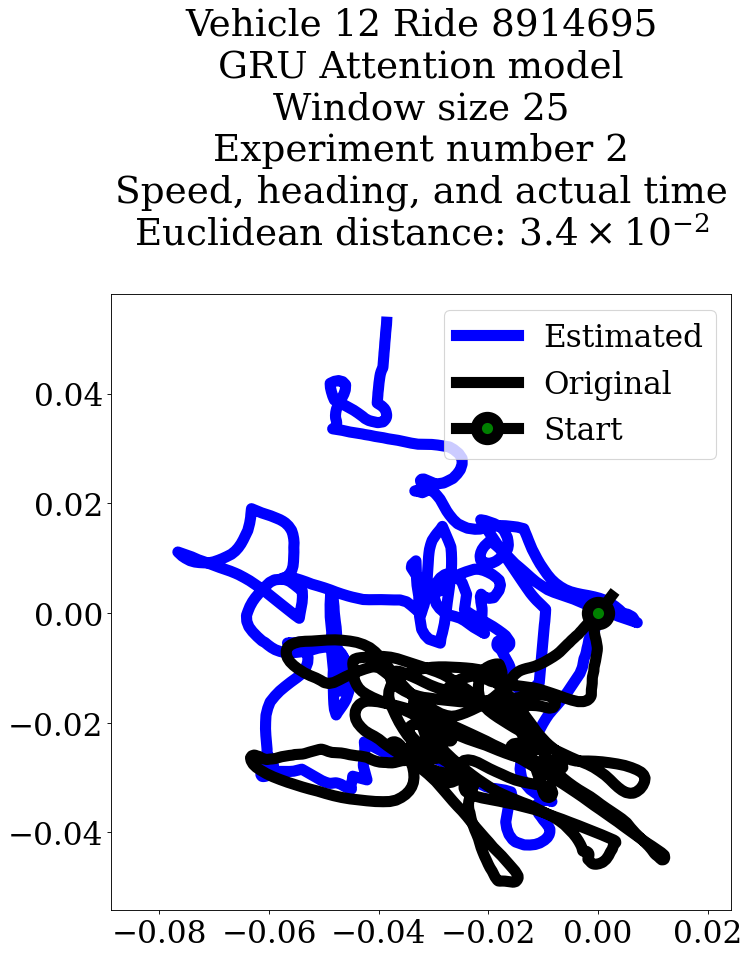 Vehicle 12 Ride 8914695
GRU Attention model
Window size 25
Experiment number 2
Speed, heading, and actual time
Euclidean distance: 3.4 × 10⁻²
Estimated
Original
Start
0.04
0.02
0.00
−0.02
−0.04
−0.08 −0.06 −0.04 −0.02 0.00 0.02